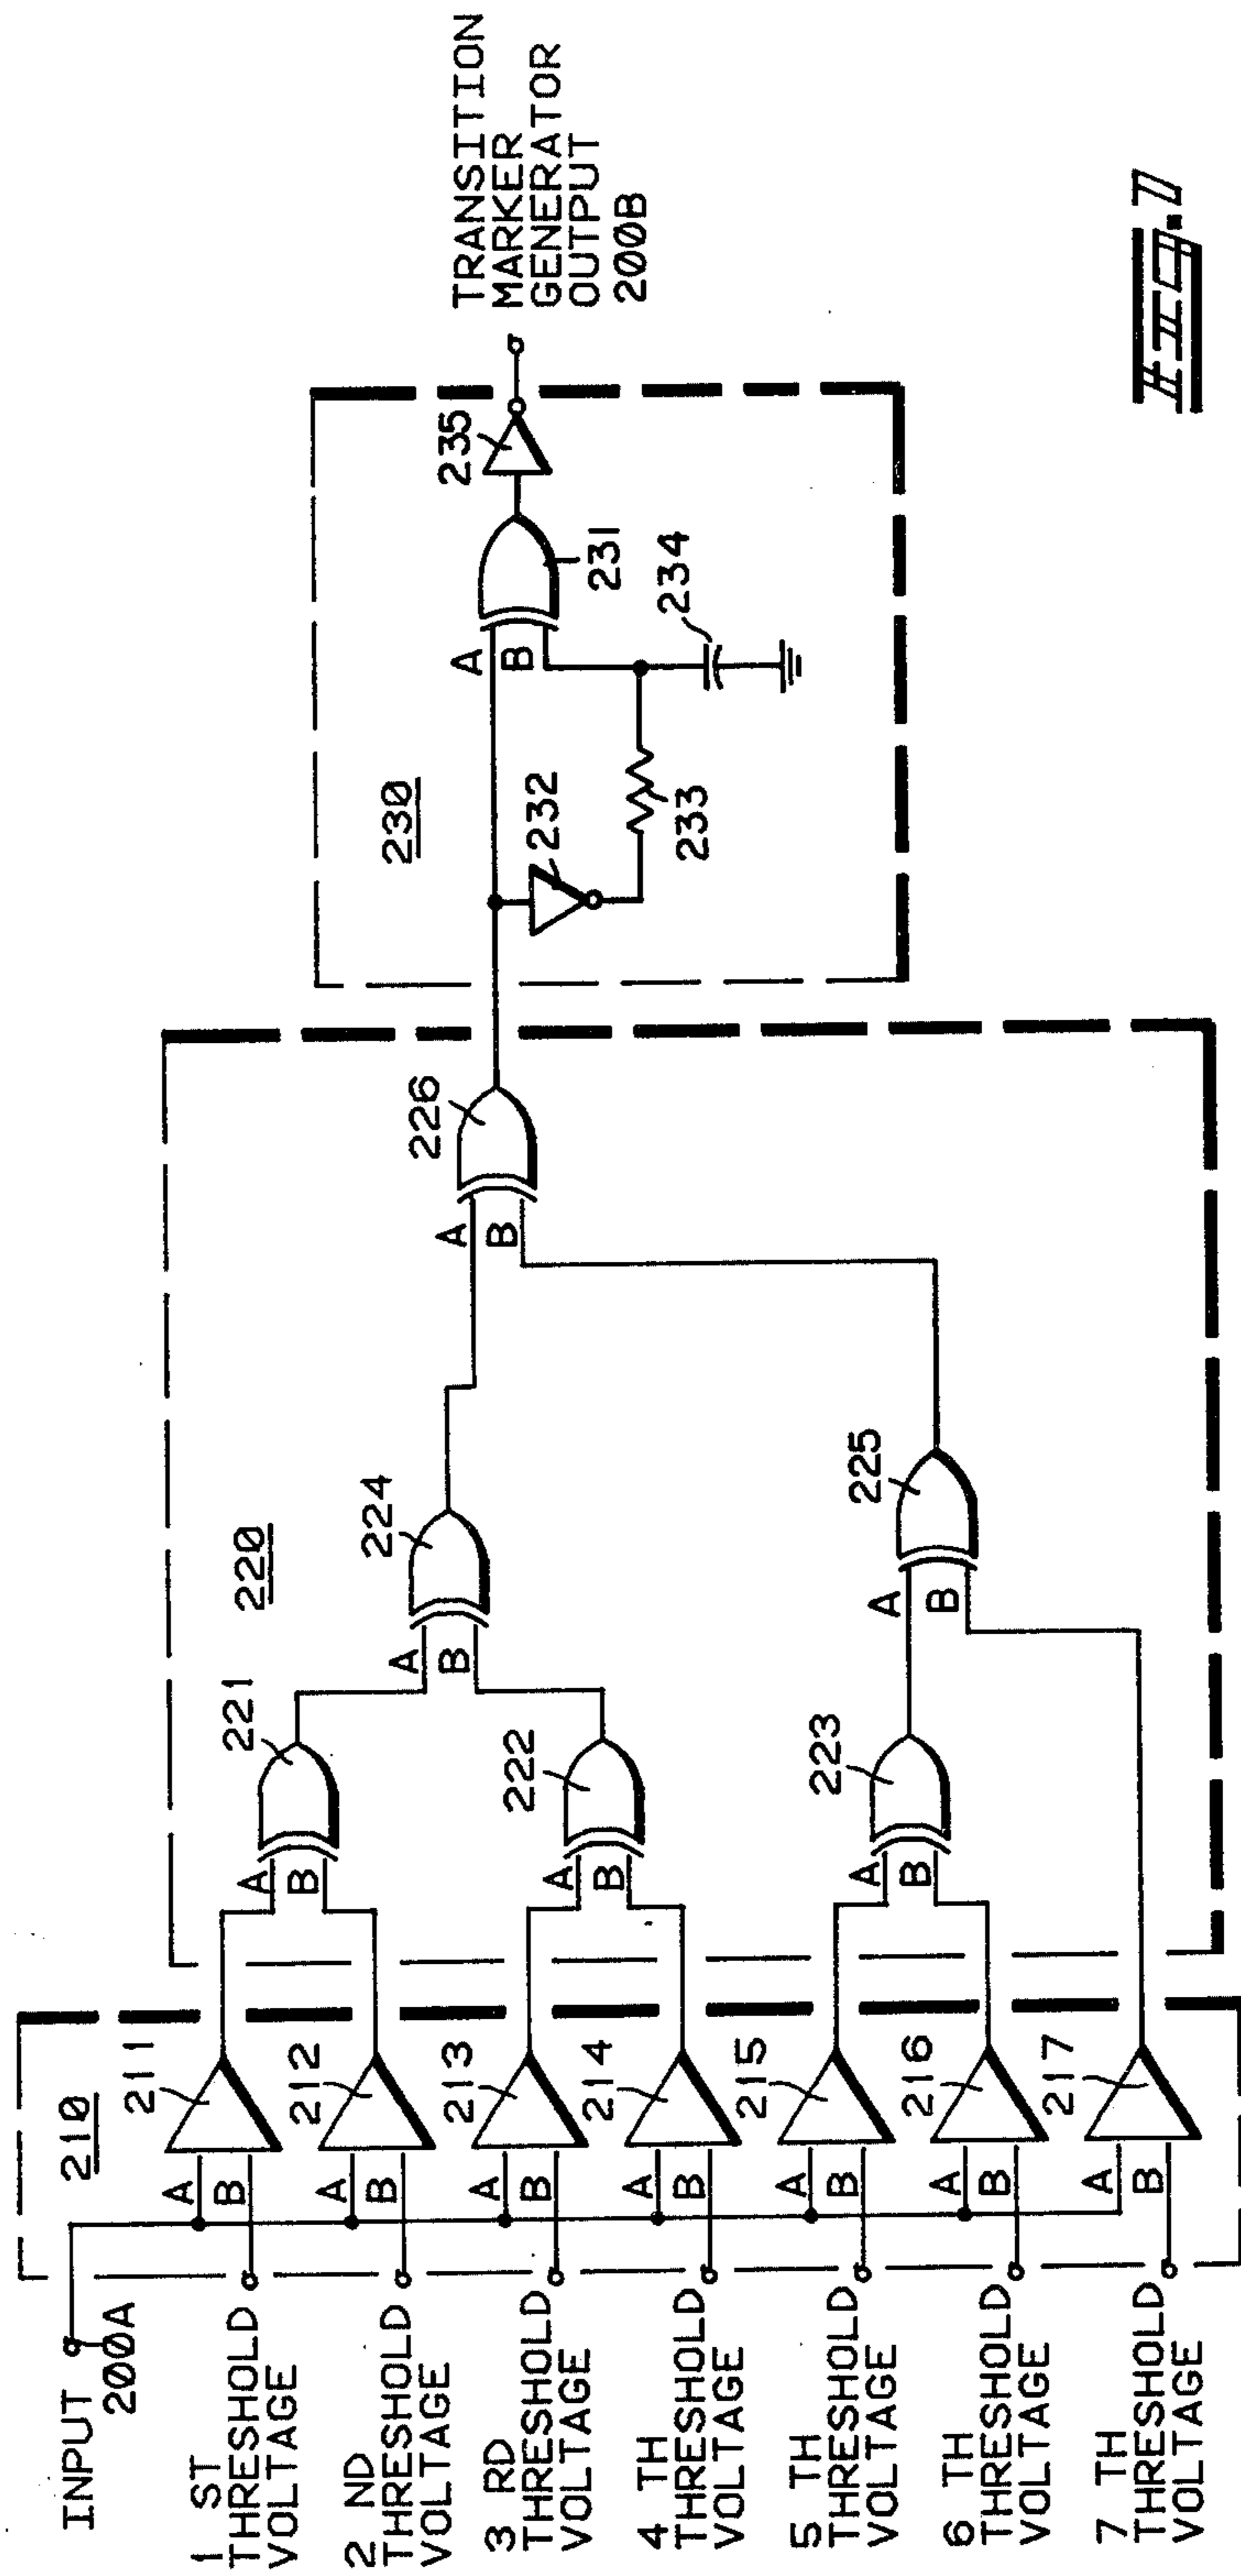 INPUT
200A
1 ST
THRESHOLD
VOLTAGE
2 ND
THRESHOLD
VOLTAGE
3 RD
THRESHOLD
VOLTAGE
4 TH
THRESHOLD
VOLTAGE
5 TH
THRESHOLD
VOLTAGE
6 TH
THRESHOLD
VOLTAGE
7 TH
THRESHOLD
VOLTAGE
210
A
B
211
A
B
212
A
B
213
A
B
214
A
B
215
A
B
216
A
B
217
220
A
B
221
A
B
222
A
B
223
A
B
224
A
B
225
A
B
226
230
232
233
A
B
231
234
235
TRANSITION
MARKER
GENERATOR
OUTPUT
200B
FIG. 7